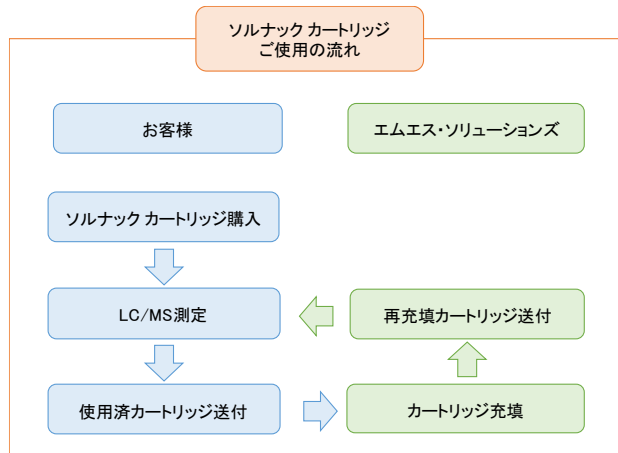 ソルナック カートリッジ
ご使用の流れ
お客様
エムエス・ソリューションズ
ソルナック カートリッジ購入
LC/MS測定
再充填カートリッジ送付
使用済カートリッジ送付
カートリッジ充填